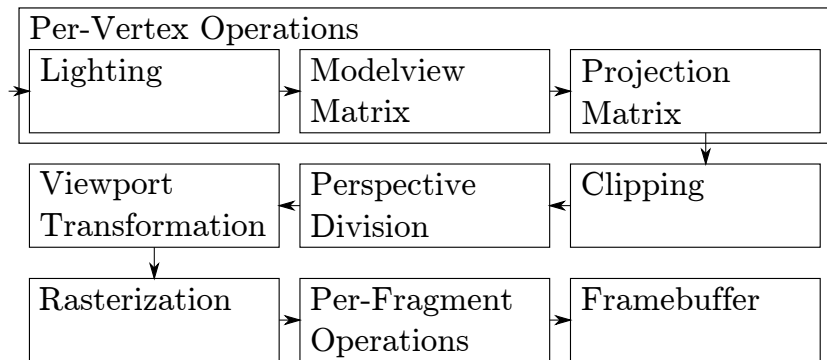 Per-Vertex Operations
Lighting
Modelview
Matrix
Projection
Matrix
Viewport
Transformation
Perspective
Division
Clipping
Rasterization
Per-Fragment
Operations
Framebuffer